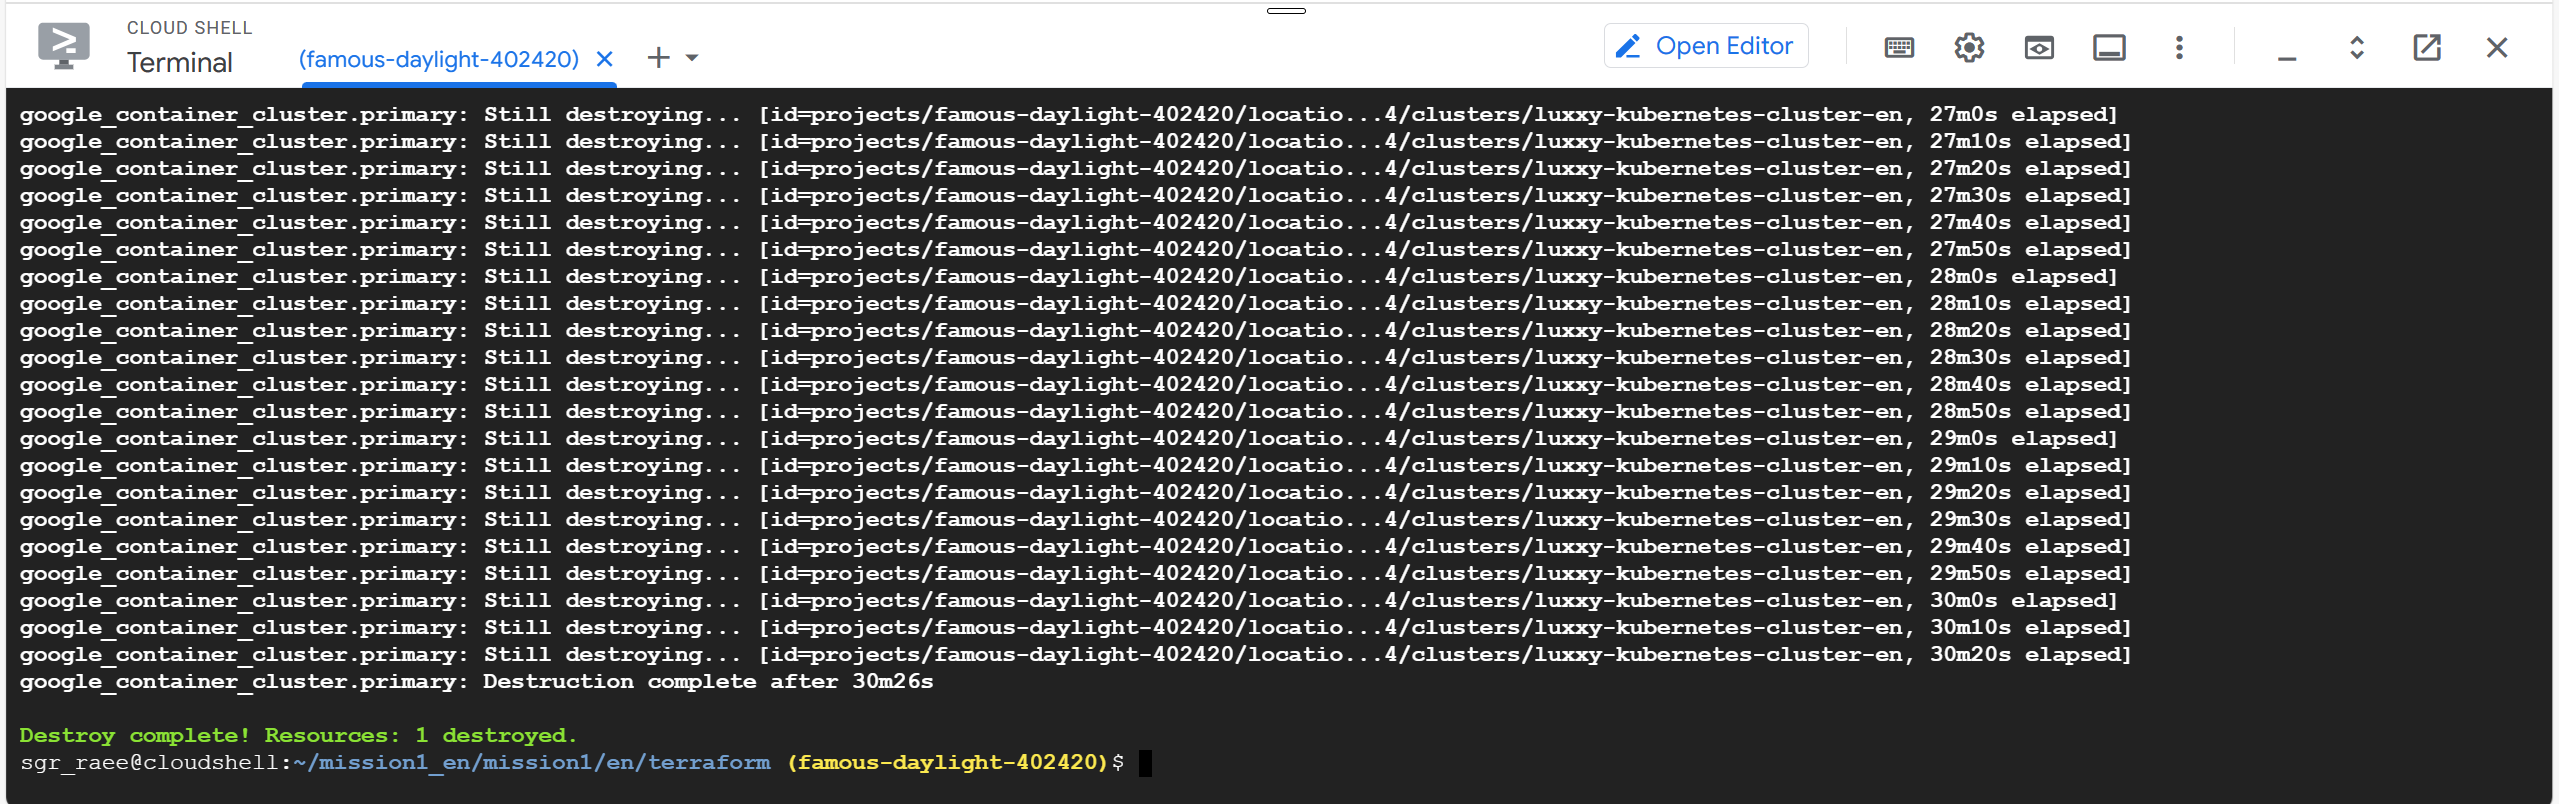 CLOUD SHELL
Terminal
(famous-daylight-402420)
Open Editor
google_container_cluster.primary: Still destroying... [id=projects/famous-daylight-402420/locatio...4/clusters/luxxy-kubernetes-cluster-en, 27m0s elapsed]
google_container_cluster.primary: Still destroying... [id=projects/famous-daylight-402420/locatio...4/clusters/luxxy-kubernetes-cluster-en, 27m10s elapsed]
google_container_cluster.primary: Still destroying... [id=projects/famous-daylight-402420/locatio...4/clusters/luxxy-kubernetes-cluster-en, 27m20s elapsed]
google_container_cluster.primary: Still destroying... [id=projects/famous-daylight-402420/locatio...4/clusters/luxxy-kubernetes-cluster-en, 27m30s elapsed]
google_container_cluster.primary: Still destroying... [id=projects/famous-daylight-402420/locatio...4/clusters/luxxy-kubernetes-cluster-en, 27m40s elapsed]
google_container_cluster.primary: Still destroying... [id=projects/famous-daylight-402420/locatio...4/clusters/luxxy-kubernetes-cluster-en, 27m50s elapsed]
google_container_cluster.primary: Still destroying... [id=projects/famous-daylight-402420/locatio...4/clusters/luxxy-kubernetes-cluster-en, 28m0s elapsed]
google_container_cluster.primary: Still destroying... [id=projects/famous-daylight-402420/locatio...4/clusters/luxxy-kubernetes-cluster-en, 28m10s elapsed]
google_container_cluster.primary: Still destroying... [id=projects/famous-daylight-402420/locatio...4/clusters/luxxy-kubernetes-cluster-en, 28m20s elapsed]
google_container_cluster.primary: Still destroying... [id=projects/famous-daylight-402420/locatio...4/clusters/luxxy-kubernetes-cluster-en, 28m30s elapsed]
google_container_cluster.primary: Still destroying... [id=projects/famous-daylight-402420/locatio...4/clusters/luxxy-kubernetes-cluster-en, 28m40s elapsed]
google_container_cluster.primary: Still destroying... [id=projects/famous-daylight-402420/locatio...4/clusters/luxxy-kubernetes-cluster-en, 28m50s elapsed]
google_container_cluster.primary: Still destroying... [id=projects/famous-daylight-402420/locatio...4/clusters/luxxy-kubernetes-cluster-en, 29m0s elapsed]
google_container_cluster.primary: Still destroying... [id=projects/famous-daylight-402420/locatio...4/clusters/luxxy-kubernetes-cluster-en, 29m10s elapsed]
google_container_cluster.primary: Still destroying... [id=projects/famous-daylight-402420/locatio...4/clusters/luxxy-kubernetes-cluster-en, 29m20s elapsed]
google_container_cluster.primary: Still destroying... [id=projects/famous-daylight-402420/locatio...4/clusters/luxxy-kubernetes-cluster-en, 29m30s elapsed]
google_container_cluster.primary: Still destroying... [id=projects/famous-daylight-402420/locatio...4/clusters/luxxy-kubernetes-cluster-en, 29m40s elapsed]
google_container_cluster.primary: Still destroying... [id=projects/famous-daylight-402420/locatio...4/clusters/luxxy-kubernetes-cluster-en, 29m50s elapsed]
google_container_cluster.primary: Still destroying... [id=projects/famous-daylight-402420/locatio...4/clusters/luxxy-kubernetes-cluster-en, 30m0s elapsed]
google_container_cluster.primary: Still destroying... [id=projects/famous-daylight-402420/locatio...4/clusters/luxxy-kubernetes-cluster-en, 30m10s elapsed]
google_container_cluster.primary: Still destroying... [id=projects/famous-daylight-402420/locatio...4/clusters/luxxy-kubernetes-cluster-en, 30m20s elapsed]
google_container_cluster.primary: Destruction complete after 30m26s
Destroy complete! Resources: 1 destroyed.
sgr_raee@cloudshell:~/mission1_en/mission1/en/terraform (famous-daylight-402420)$